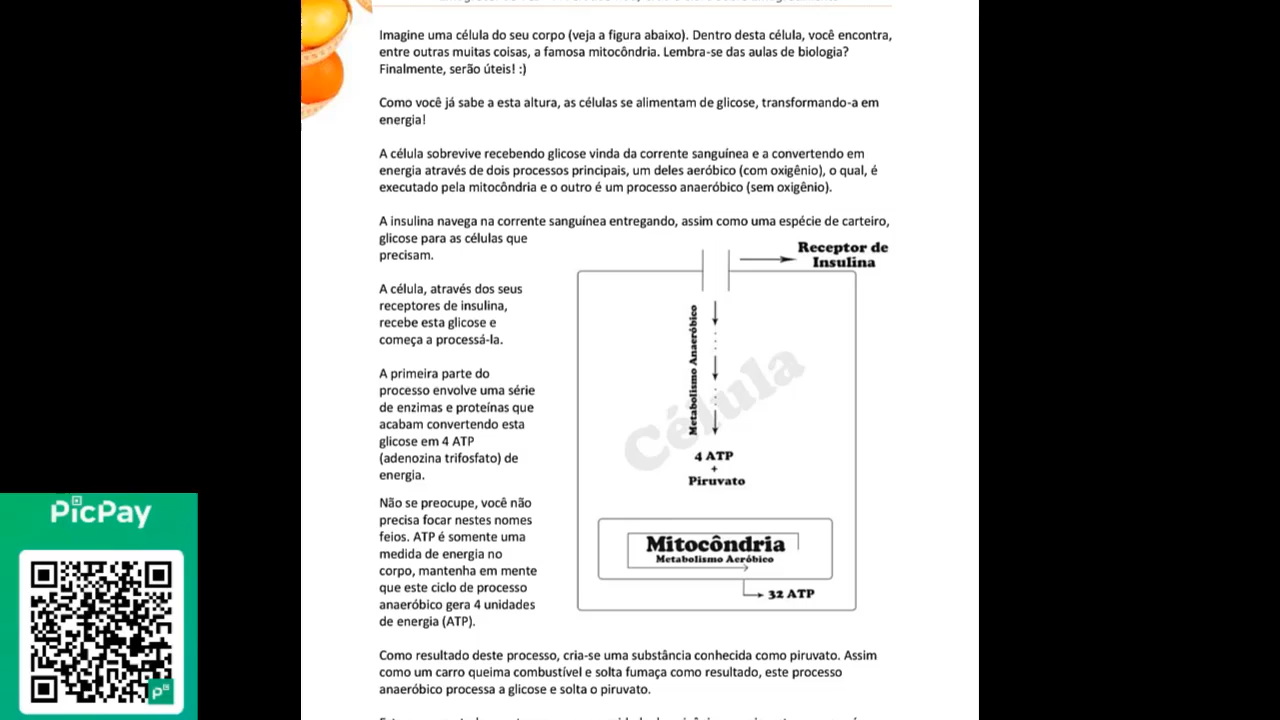 Imagine uma célula do seu corpo (veja a figura abaixo). Dentro desta célula, você encontra,
entre outras muitas coisas, a famosa mitocôndria. Lembra-se das aulas de biologia?
Finalmente, serão úteis! :)
Como você já sabe a esta altura, as células se alimentam de glicose, transformando-a em
energia!
A célula sobrevive recebendo glicose vinda da corrente sanguínea e a convertendo em
energia através de dois processos principais, um deles aeróbico (com oxigênio), o qual, é
executado pela mitocôndria e o outro é um processo anaeróbico (sem oxigênio).
A insulina navega na corrente sanguínea entregando, assim como uma espécie de carteiro,
glicose para as células que
precisam.
A célula, através dos seus
receptores de insulina,
recebe esta glicose e
começa a processá-la.
A primeira parte do
processo envolve uma série
de enzimas e proteínas que
acabam convertendo esta
glicose em 4 ATP
(adenozina trifosfato) de
energia.
Não se preocupe, você não
precisa focar nestes nomes
feios. ATP é somente uma
medida de energia no
corpo, mantenha em mente
que este ciclo de processo
anaeróbico gera 4 unidades
de energia (ATP).
Receptor de
Insulina
Metabolismo Anaeróbico
Célula
4 ATP
+
Piruvato
Mitocôndria
Metabolismo Aeróbico
32 ATP
Como resultado deste processo, cria-se uma substância conhecida como piruvato. Assim
como um carro queima combustível e solta fumaça como resultado, este processo
anaeróbico processa a glicose e solta o piruvato.
PicPay